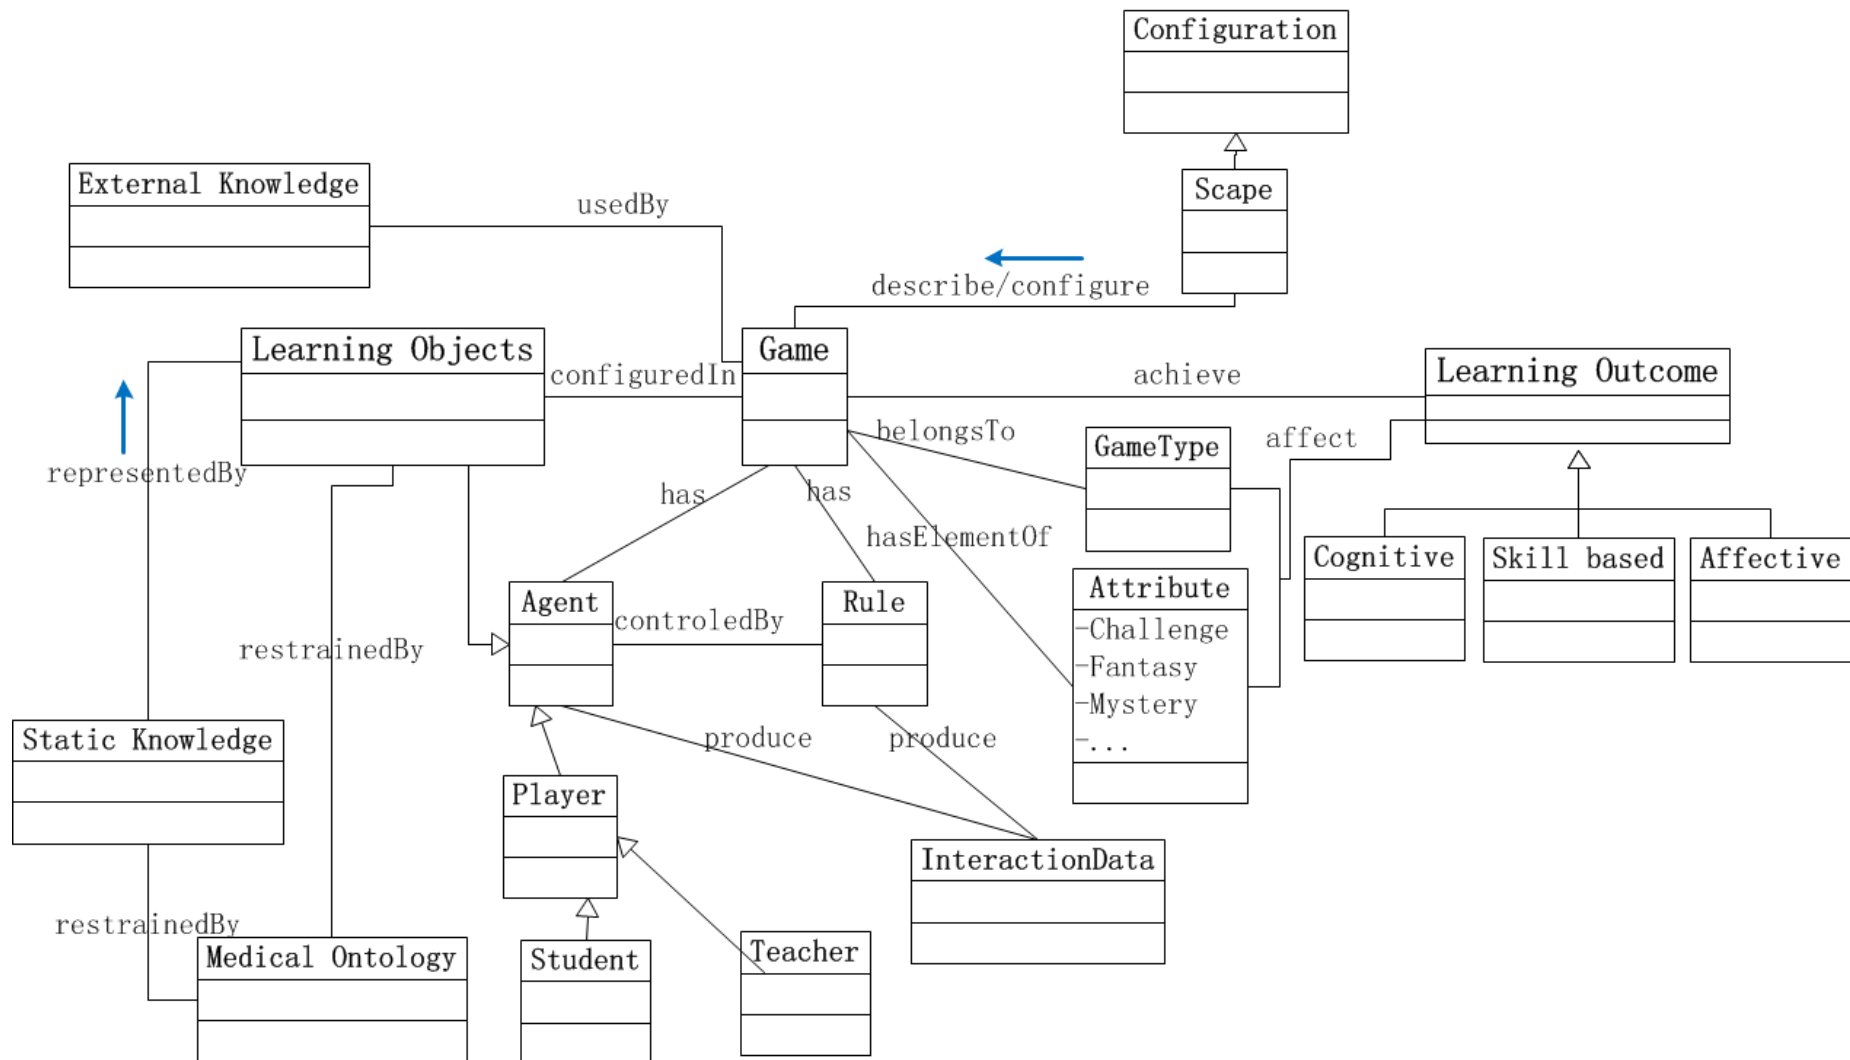 Configuration
External Knowledge
usedBy
Scape
describe/configure
Learning Objects
Game
configuredIn
achieve
Learning Outcome
belongsTo
GameType
affect
representedBy
has
has
hasElementOf
Cognitive
Skill based
Affective
Agent
controledBy
Rule
Attribute
-Challenge
-Fantasy
-Mystery
-...
restrainedBy
Static Knowledge
produce
produce
Player
InteractionData
restrainedBy
Medical Ontology
Student
Teacher